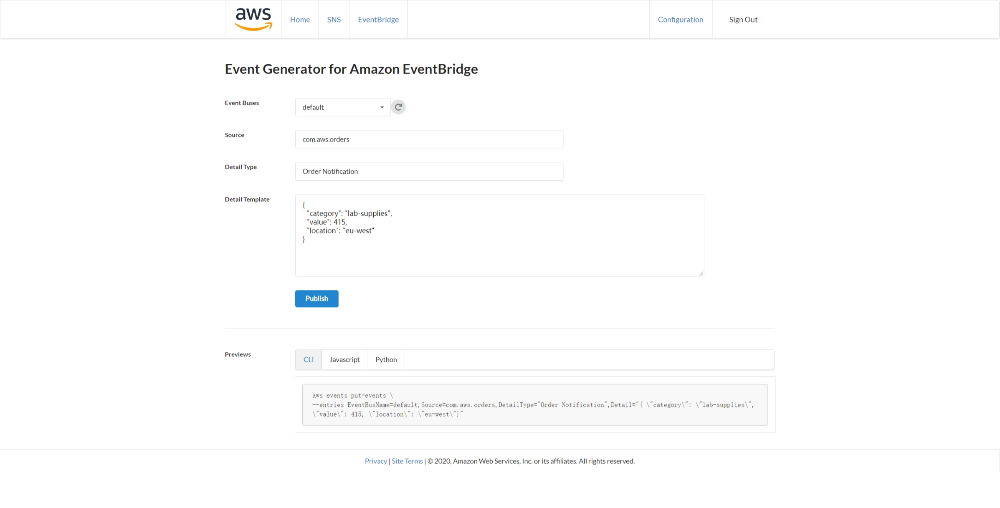 aws
Home
SNS
EventBridge
Configuration
Sign Out
Event Generator for Amazon EventBridge
Event Buses
default
Source
com.aws.orders
Detail Type
Order Notification
Detail Template
{
"category": "lab-supplies",
"value": 415,
"location": "eu-west"
}
Publish
Previews
CLI
Javascript
Python
aws events put-events \
--entries EventBusName=default,Source=com.aws.orders,DetailType="Order Notification",Detail="{ \"category\": \"lab-supplies\",
\"value\": 415, \"location\": \"eu-west\"}"
Privacy | Site Terms | © 2020, Amazon Web Services, Inc. or its affiliates. All rights reserved.